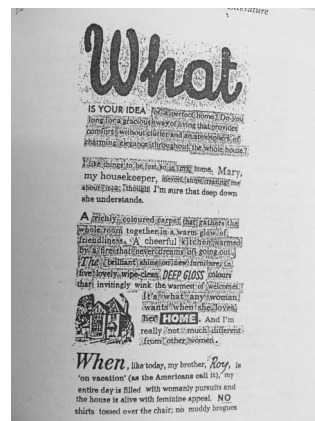 Literature
What
IS YOUR IDEA of a perfect home? Do you
long for a gracious way of living that provides
comfort without clutter and an atmosphere of
charming elegance throughout the whole house?
I like things to be just so in my home. Mary,
my housekeeper, never stops teasing me
about it - though I'm sure that deep down
she understands.
A richly coloured carpet that gathers the
whole room together in a warm glow of
friendliness. A cheerful kitchen warmed
by a fire that never dreams of going out.
The brilliant shine on new furniture, in
five lovely wipe-clean DEEP GLOSS colours
that invitingly wink the warmest of welcomes.
It's what any woman
wants when she loves
her HOME. And I'm
really not much different
from other women.
When, like today, my brother, Roy, is
'on vacation' (as the Americans call it), my
entire day is filled with womanly pursuits and
the house is alive with feminine appeal. NO
shirts tossed over the chair; no muddy brogues